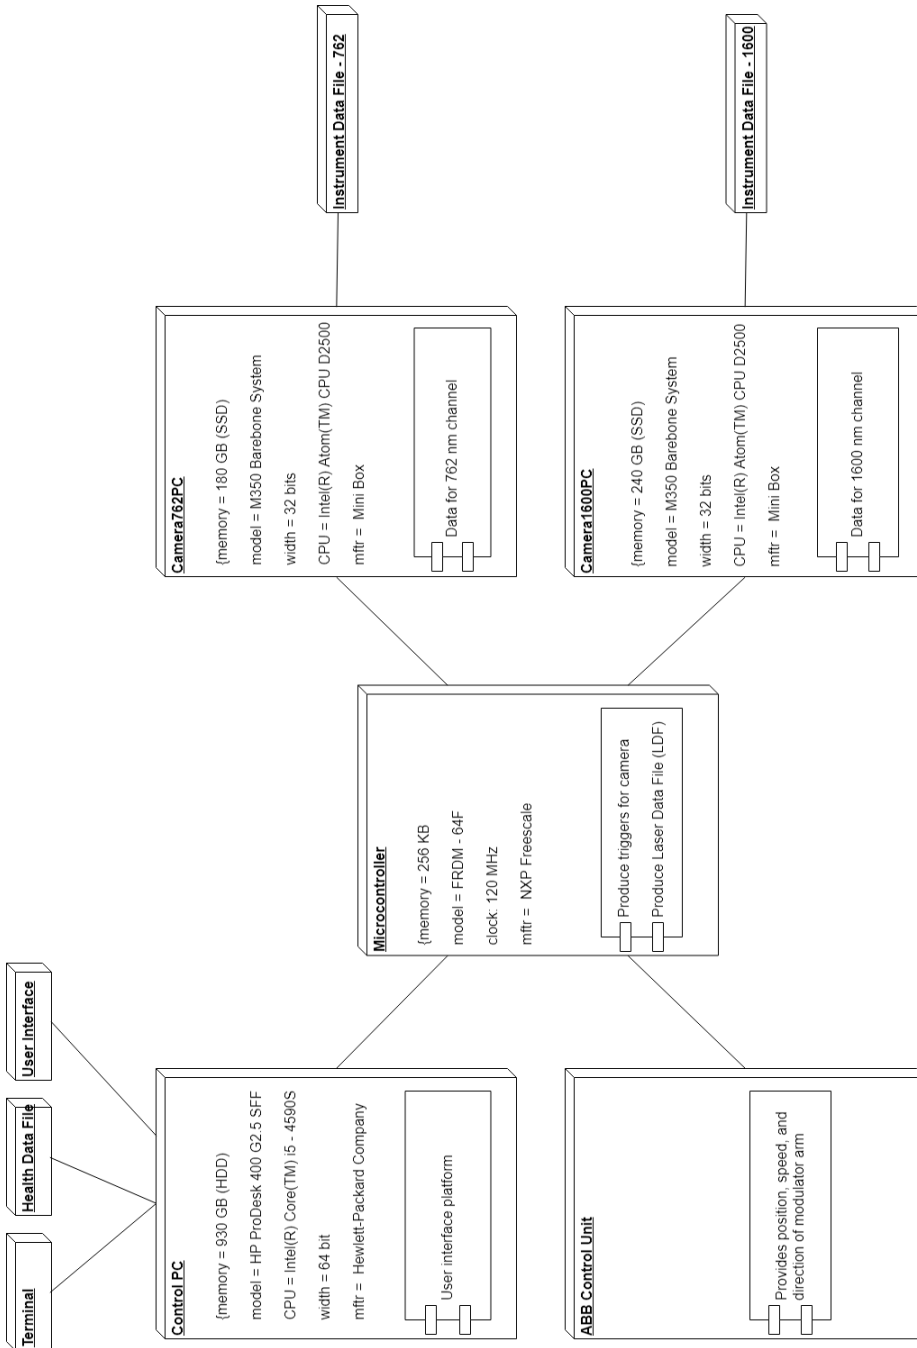 Terminal
Health Data File
User Interface
Control PC
{memory = 930 GB (HDD)
model = HP ProDesk 400 G2.5 SFF
CPU = Intel(R) Core(TM) i5 - 4590S
width = 64 bit
mftr = Hewlett-Packard Company
User interface platform
ABB Control Unit
Provides position, speed, and
direction of modulator arm
Microcontroller
{memory = 256 KB
model = FRDM - 64F
clock: 120 MHz
mftr = NXP Freescale
Produce triggers for camera
Produce Laser Data File (LDF)
Camera762PC
{memory = 180 GB (SSD)
model = M350 Barebone System
width = 32 bits
CPU = Intel(R) Atom(TM) CPU D2500
mftr = Mini Box
Data for 762 nm channel
Camera1600PC
{memory = 240 GB (SSD)
model = M350 Barebone System
width = 32 bits
CPU = Intel(R) Atom(TM) CPU D2500
mftr = Mini Box
Data for 1600 nm channel
Instrument Data File - 762
Instrument Data File - 1600